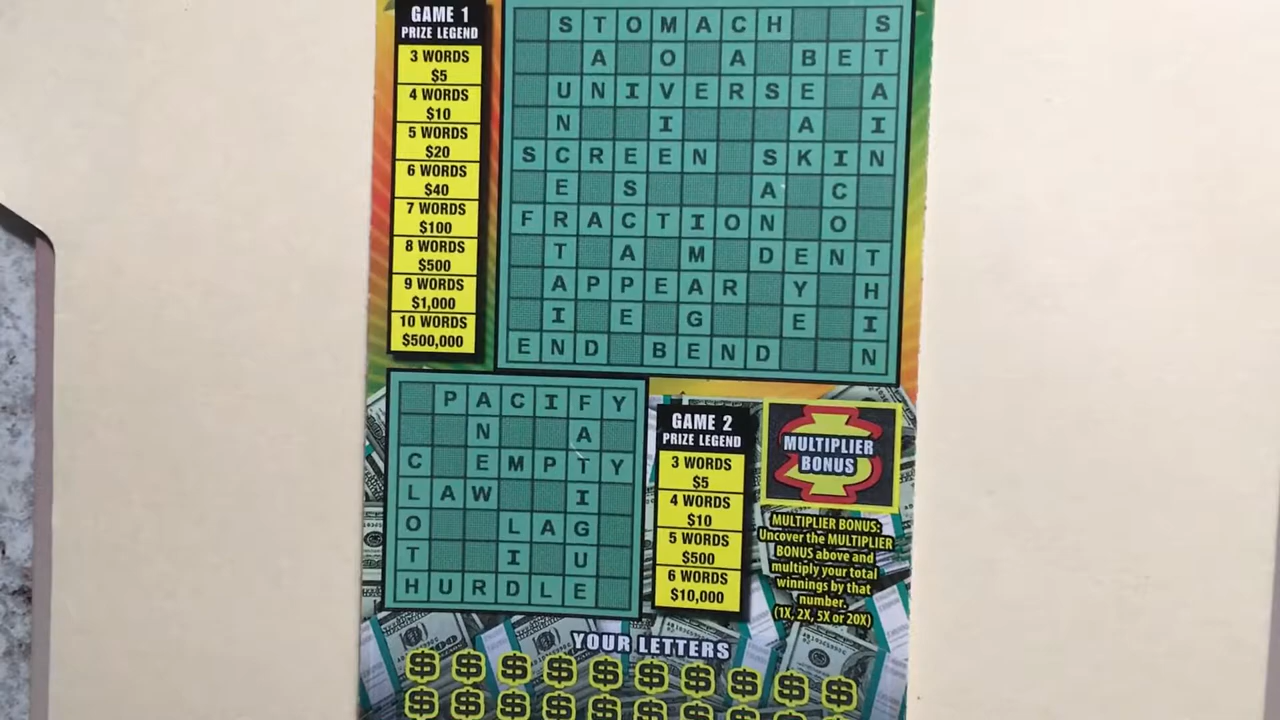 GAME 1
PRIZE LEGEND
3 WORDS
$5
4 WORDS
$10
5 WORDS
$20
6 WORDS
$40
7 WORDS
$100
8 WORDS
$500
9 WORDS
$1,000
10 WORDS
$500,000
S T O M A C H S
A O A B E T
U N I V E R S E A
N I A I
S C R E E N S K I N
E S A C
F R A C T I O N O
T A M D E N T
A P P E A R Y H
I E G E I
E N D B E N D N
P A C I F Y
N A
C E M P T Y
L A W I
O L A G
T I U
H U R D L E
GAME 2
PRIZE LEGEND
3 WORDS
$5
4 WORDS
$10
5 WORDS
$500
6 WORDS
$10,000
MULTIPLIER
BONUS
MULTIPLIER BONUS:
Uncover the MULTIPLIER
BONUS above and
multiply your total
winnings by that
number.
(1X, 2X, 5X or 20X)
YOUR LETTERS
$ $ $ $ $ $ $ $ $ $
$ $ $ $ $ $ $ $ $ $